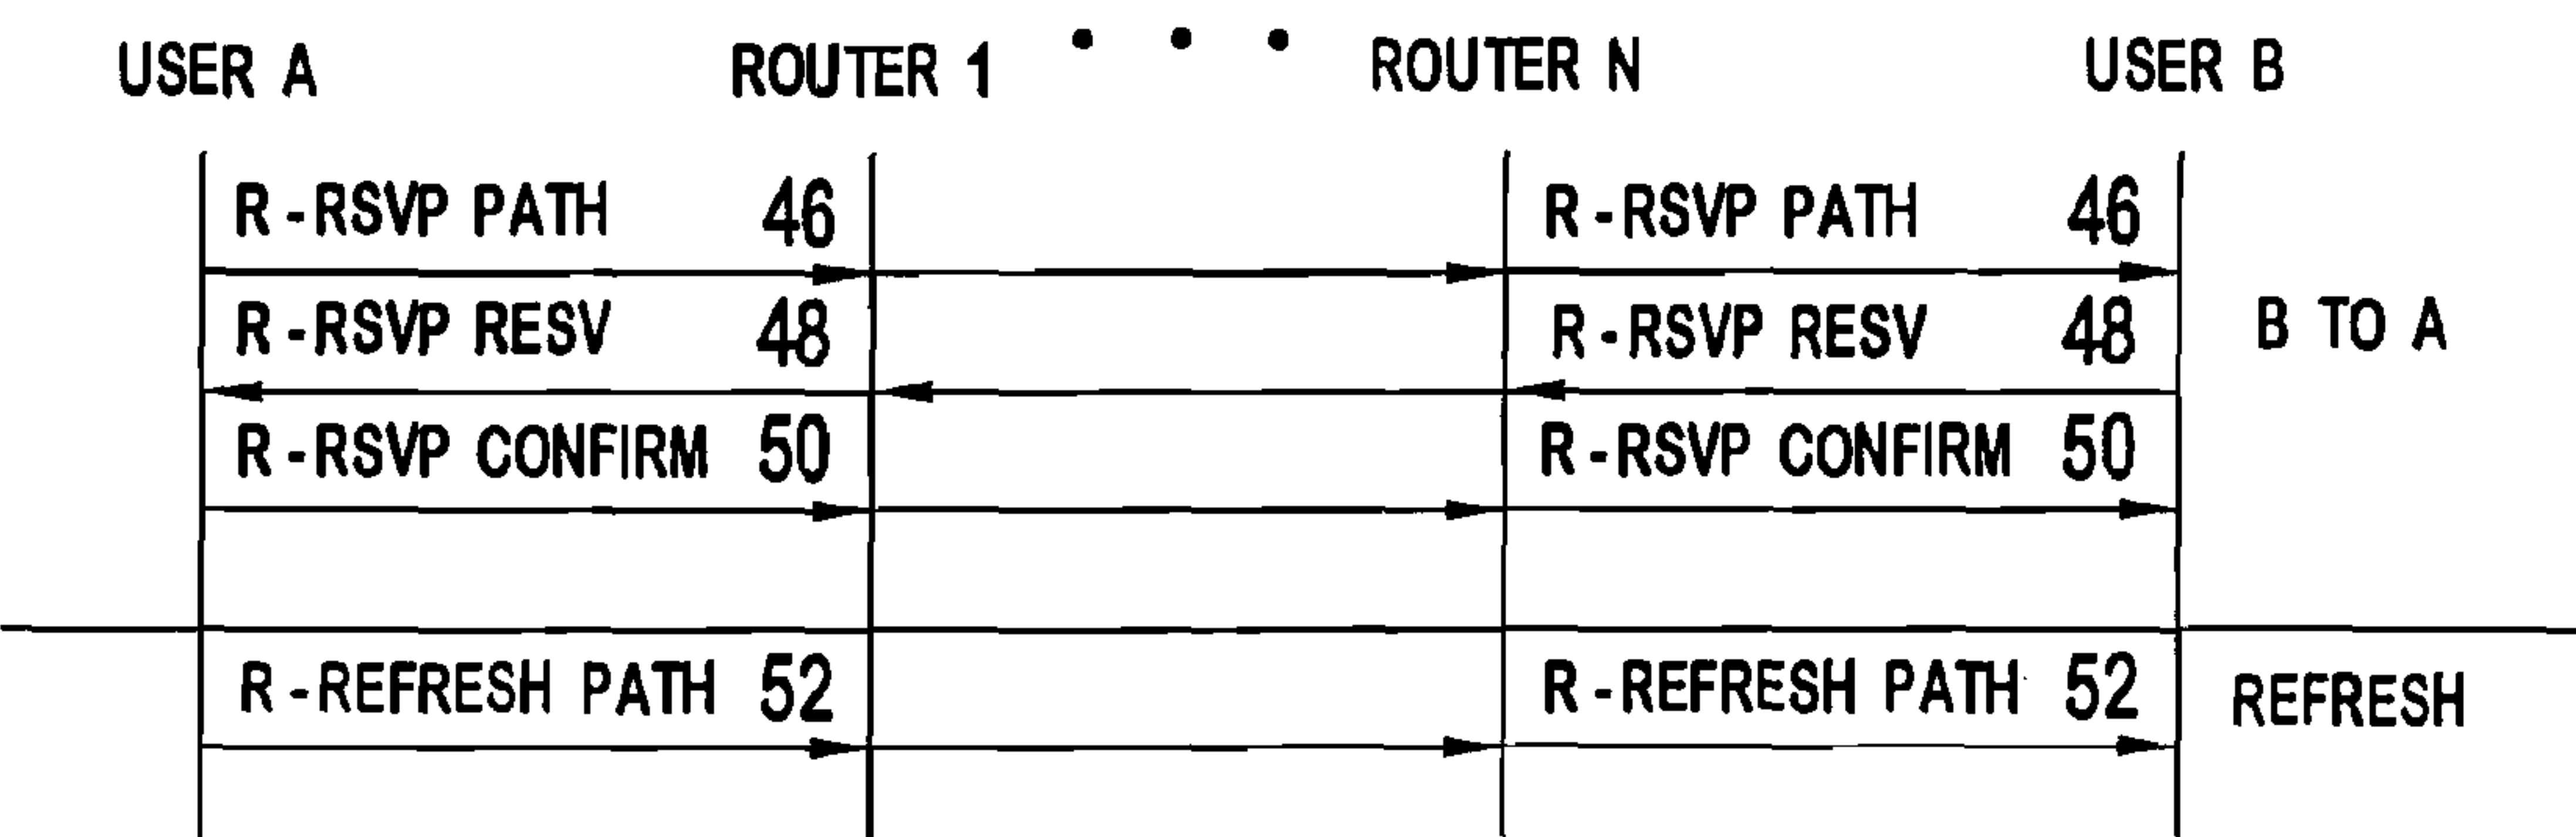 USER A ROUTER 1 • • • ROUTER N USER B
R-RSVP PATH 46 R-RSVP PATH 46
R-RSVP RESV 48 R-RSVP RESV 48 B TO A
R-RSVP CONFIRM 50 R-RSVP CONFIRM 50
R-REFRESH PATH 52 R-REFRESH PATH 52 REFRESH